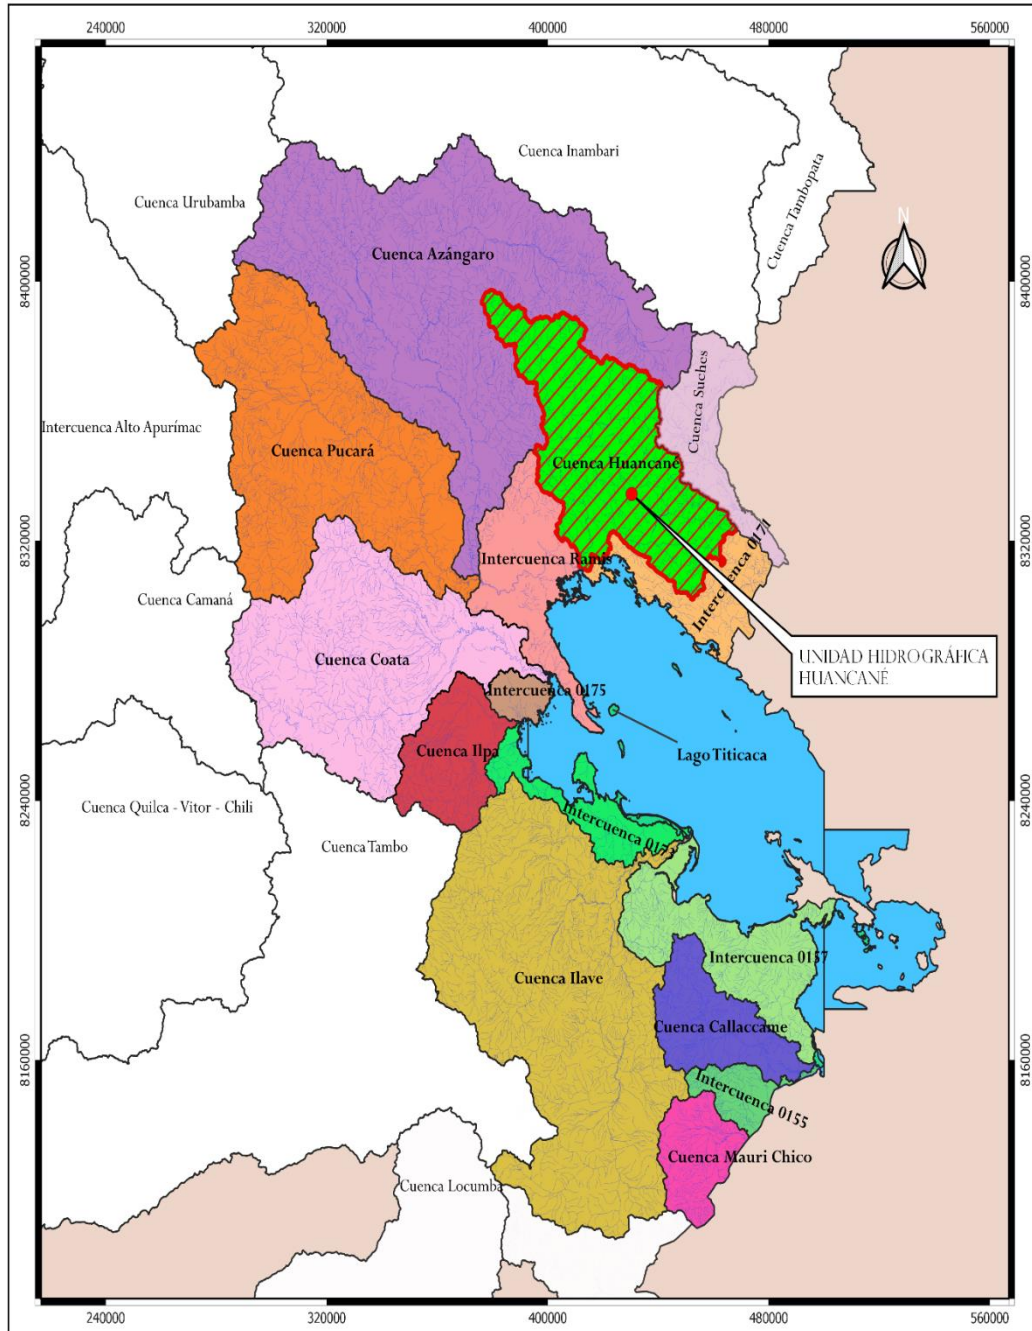 240000 320000 400000 480000 560000
Cuenca Inambari
Cuenca Tambopata
Cuenca Urubamba
N
Cuenca Azángaro
8400000 8400000
Cuenca Suches
Intercuenca Alto Apurímac
Cuenca Pucará
Cuenca Huancané
8320000 8320000
Intercuenca Ramis
Intercuenca 0171
Cuenca Camaná
Cuenca Coata
UNIDAD HIDROGRÁFICA
HUANCANÉ
Intercuenca 0175
Cuenca Ilpa
Lago Titicaca
8240000 8240000
Cuenca Quilca - Vitor - Chili
Intercuenca 0173
Cuenca Tambo
Intercuenca 0157
Cuenca Ilave
Cuenca Callaccame
8160000 8160000
Intercuenca 0155
Cuenca Mauri Chico
Cuenca Locumba
240000 320000 400000 480000 560000